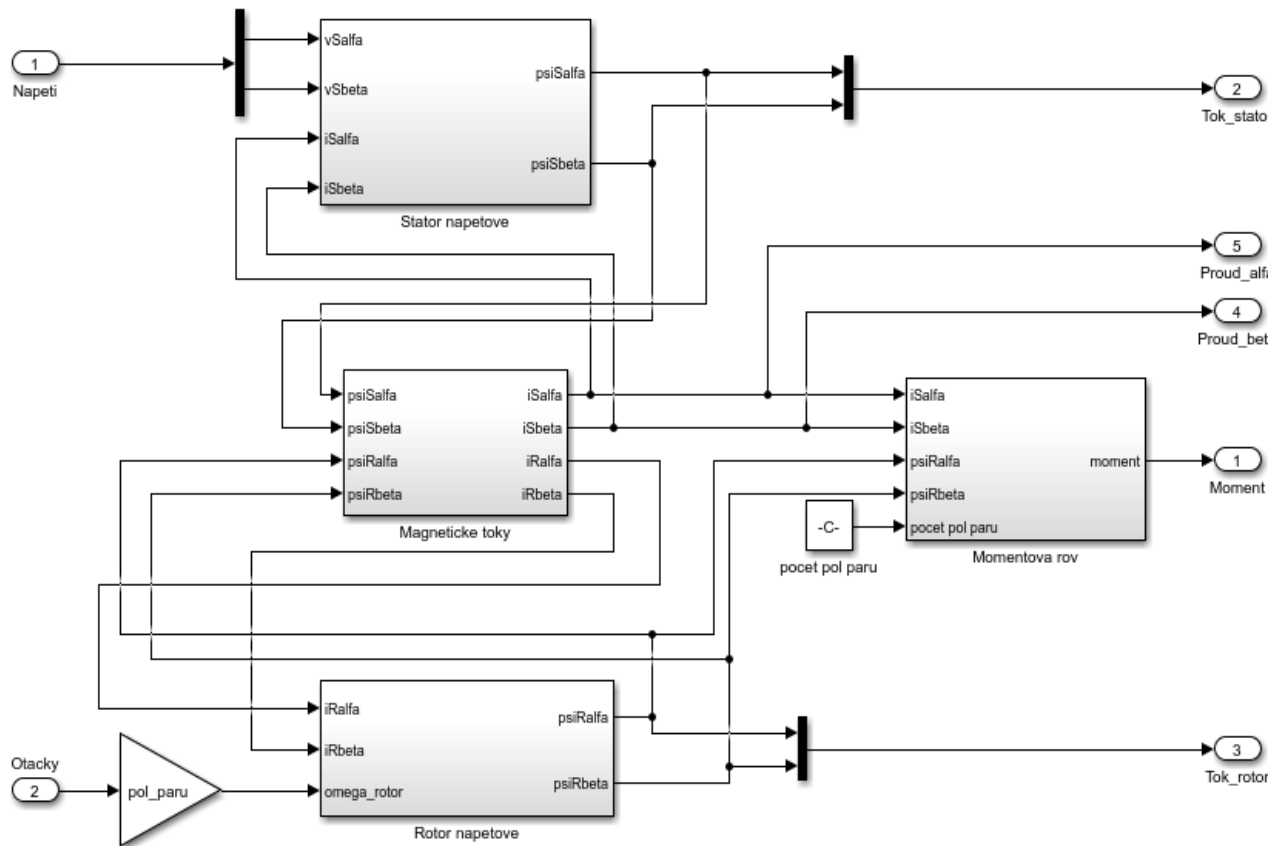 1
Napeti
vSalfa
vSbeta
iSalfa
iSbeta
psiSalfa
psiSbeta
Stator napetove
2
Tok_stato
5
Proud_alfa
4
Proud_bet
psiSalfa
psiSbeta
psiRalfa
psiRbeta
iSalfa
iSbeta
iRalfa
iRbeta
Magneticke toky
iSalfa
iSbeta
psiRalfa
psiRbeta
pocet pol paru
moment
Momentova rov
1
Moment
-C-
pocet pol paru
iRalfa
iRbeta
omega_rotor
psiRalfa
psiRbeta
Rotor napetove
Otacky
2
pol_paru
3
Tok_rotor